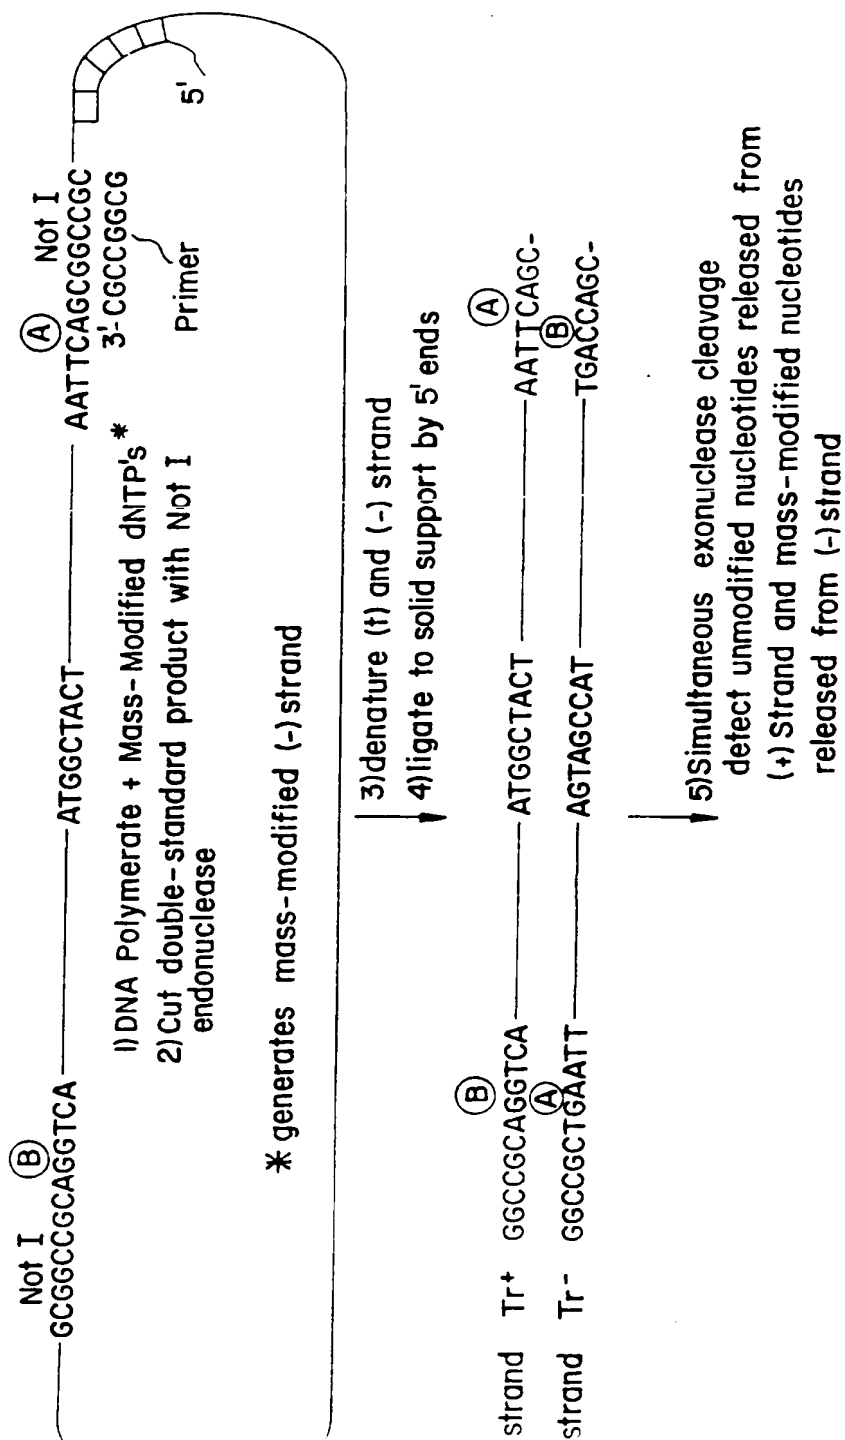 Not I Ⓑ
GCGGCCGCAGGTCA ATGGCTACT AATTCAGCGGCCGC
Ⓐ Not I
3'-CGCCGGCG
Primer
5'
1)DNA Polymerate + Mass-Modified dNTP's *
2)Cut double-standard product with Not I
endonuclease
* generates mass-modified (-) strand
3)denature (t) and (-) strand
4)ligate to solid support by 5' ends
Ⓑ Ⓐ
strand Tr+ GGCCGCAGGTCA ATGGCTACT AATTCAGC-
Ⓐ Ⓑ
strand Tr- GGCCGCTGAATT AGTAGCCAT TGACCAGC-
5)Simultaneous exonuclease cleavage
detect unmodified nucleotides released from
(+) Strand and mass-modified nucleotides
released from (-) strand